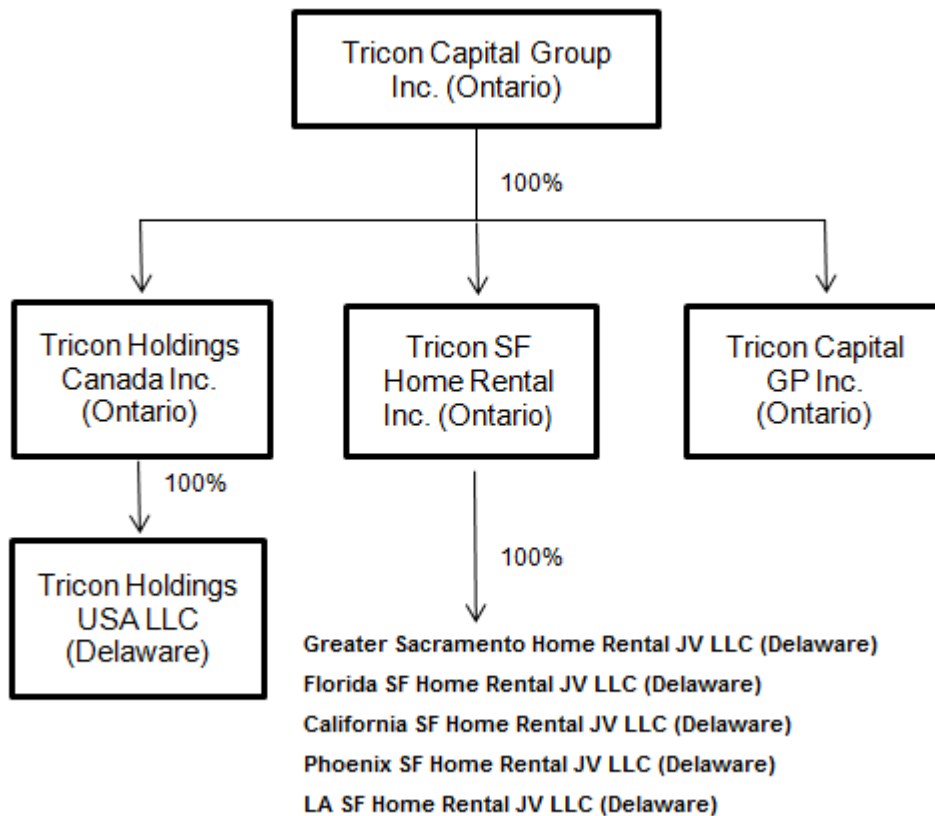 Tricon Capital Group
Inc. (Ontario)
100%
Tricon Holdings
Canada Inc.
(Ontario)
Tricon SF
Home Rental
Inc. (Ontario)
Tricon Capital
GP Inc.
(Ontario)
100%
100%
Tricon Holdings
USA LLC
(Delaware)
Greater Sacramento Home Rental JV LLC (Delaware)
Florida SF Home Rental JV LLC (Delaware)
California SF Home Rental JV LLC (Delaware)
Phoenix SF Home Rental JV LLC (Delaware)
LA SF Home Rental JV LLC (Delaware)